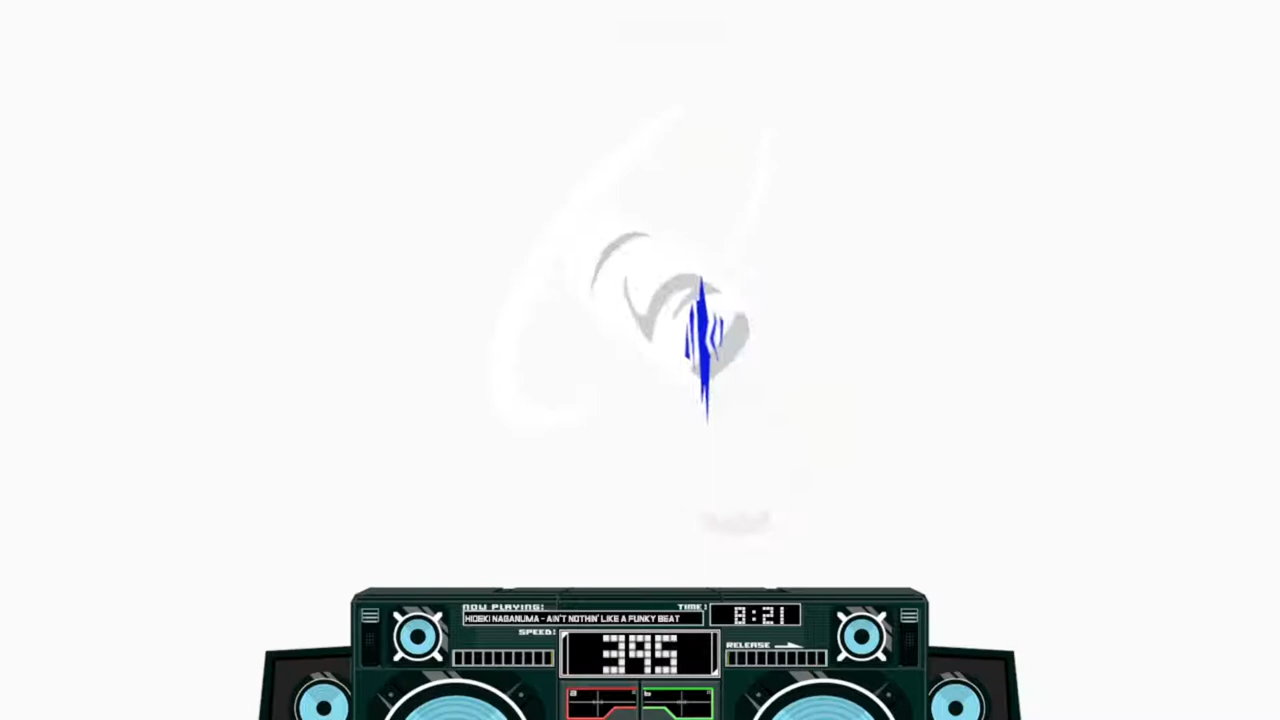 NOW PLAYING:
TIME:
HIDEKI NAGANUMA - AIN'T NOTHIN' LIKE A FUNKY BEAT
8:21
SPEED:
395
RELEASE